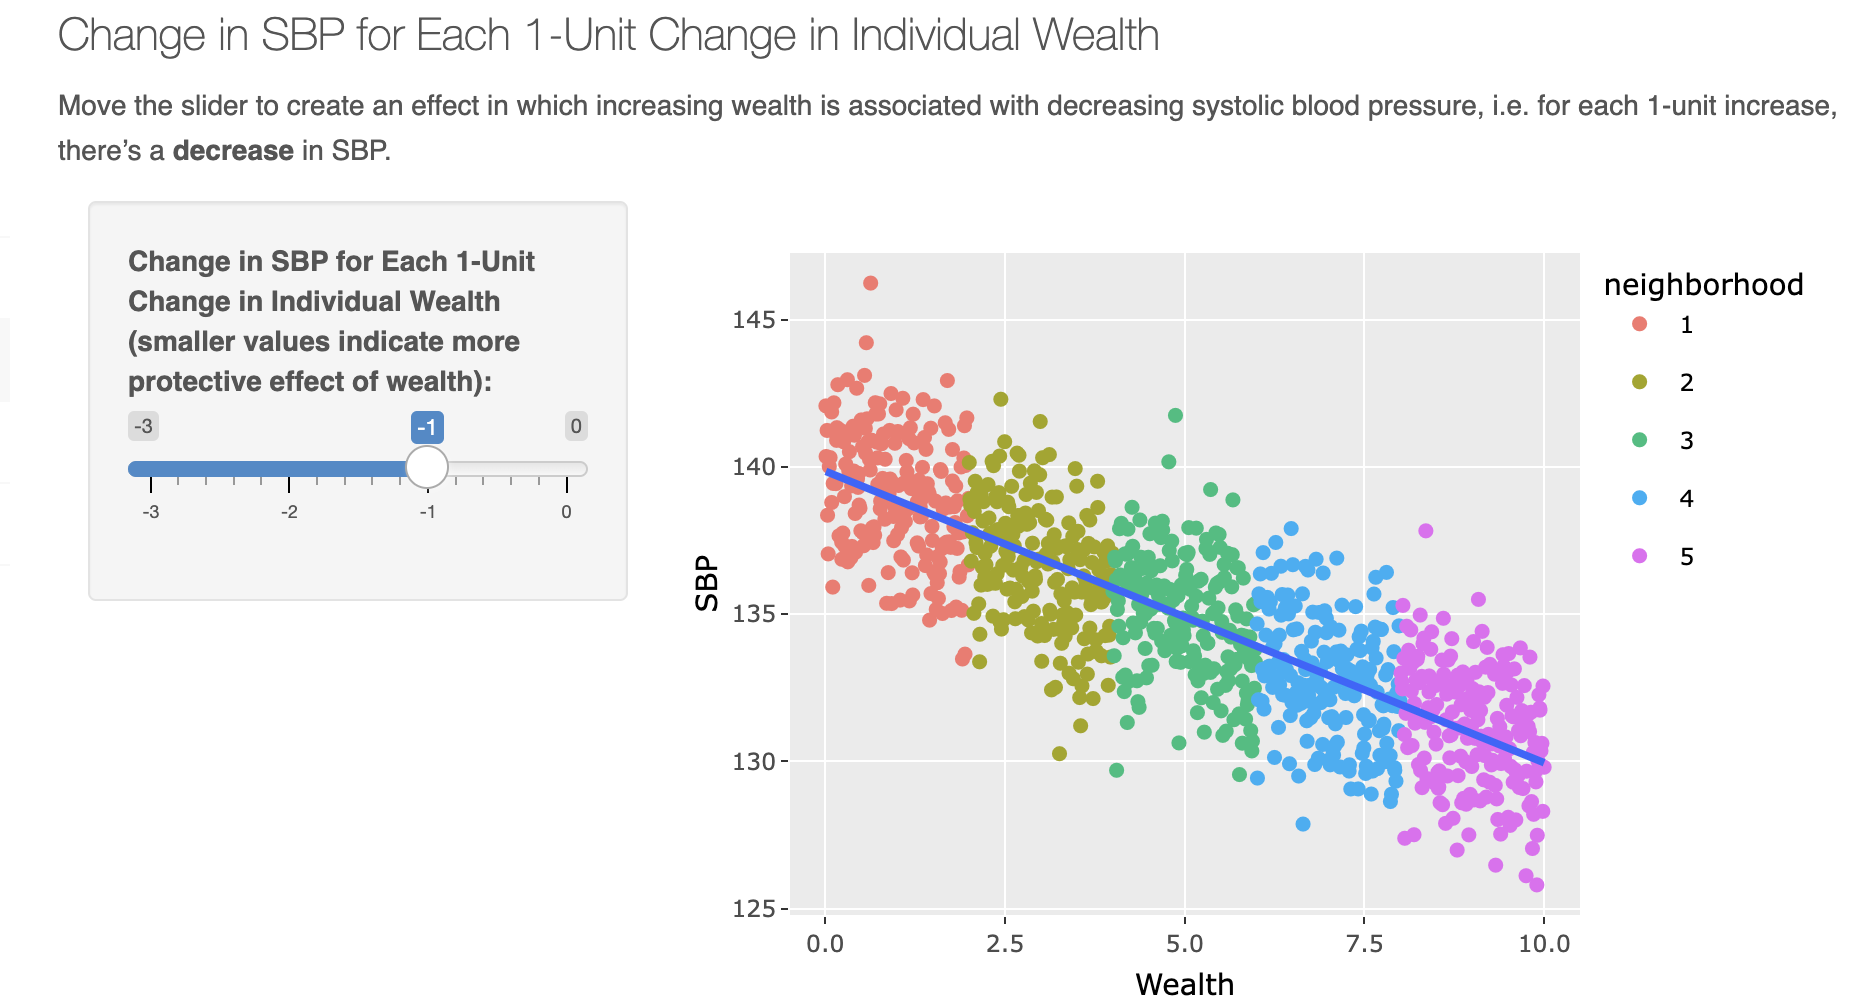 Change in SBP for Each 1-Unit Change in Individual Wealth
Move the slider to create an effect in which increasing wealth is associated with decreasing systolic blood pressure, i.e. for each 1-unit increase,
there’s a decrease in SBP.
Change in SBP for Each 1-Unit
Change in Individual Wealth
(smaller values indicate more
protective effect of wealth):
-3 -1 0
-3 -2 -1 0
SBP
145
140
135
130
125
0.0 2.5 5.0 7.5 10.0
Wealth
neighborhood
1
2
3
4
5